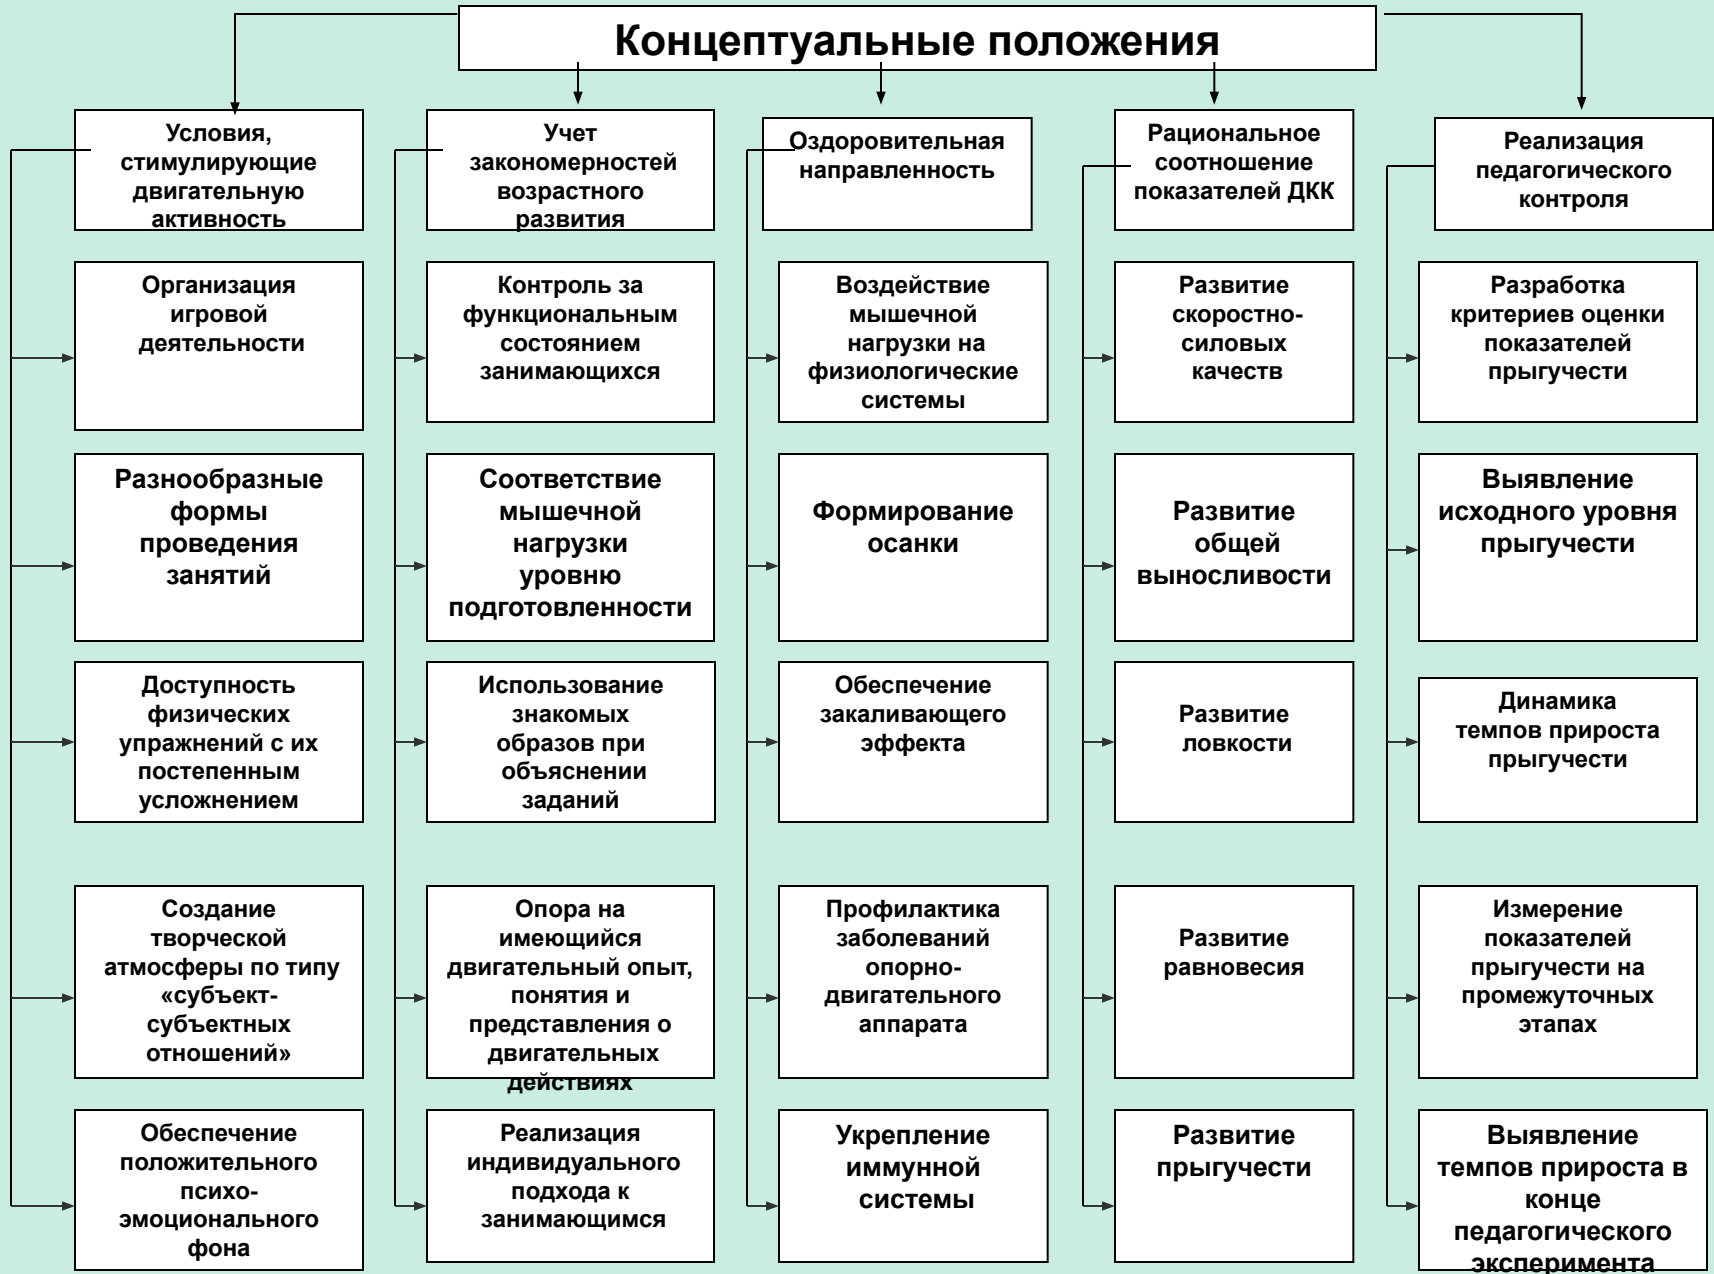 Концептуальные положения
Условия,
стимулирующие
двигательную
активность
Учет
закономерностей
возрастного
развития
Оздоровительная
направленность
Рациональное
соотношение
показателей ДКК
Реализация
педагогического
контроля
Организация
игровой
деятельности
Контроль за
функциональным
состоянием
занимающихся
Воздействие
мышечной
нагрузки на
физиологические
системы
Развитие
скоростно-
силовых
качеств
Разработка
критериев оценки
показателей
прыгучести
Разнообразные
формы
проведения
занятий
Соответствие
мышечной
нагрузки
уровню
подготовленности
Формирование
осанки
Развитие
общей
выносливости
Выявление
исходного уровня
прыгучести
Доступность
физических
упражнений с их
постепенным
усложнением
Использование
знакомых
образов при
объяснении
заданий
Обеспечение
закаливающего
эффекта
Развитие
ловкости
Динамика
темпов прироста
прыгучести
Создание
творческой
атмосферы по типу
«субъект-
субъектных
отношений»
Опора на
имеющийся
двигательный опыт,
понятия и
представления о
двигательных
действиях
Профилактика
заболеваний
опорно-
двигательного
аппарата
Развитие
равновесия
Измерение
показателей
прыгучести на
промежуточных
этапах
Обеспечение
положительного
психо-
эмоционального
фона
Реализация
индивидуального
подхода к
занимающимся
Укрепление
иммунной
системы
Развитие
прыгучести
Выявление
темпов прироста в
конце
педагогического
эксперимента